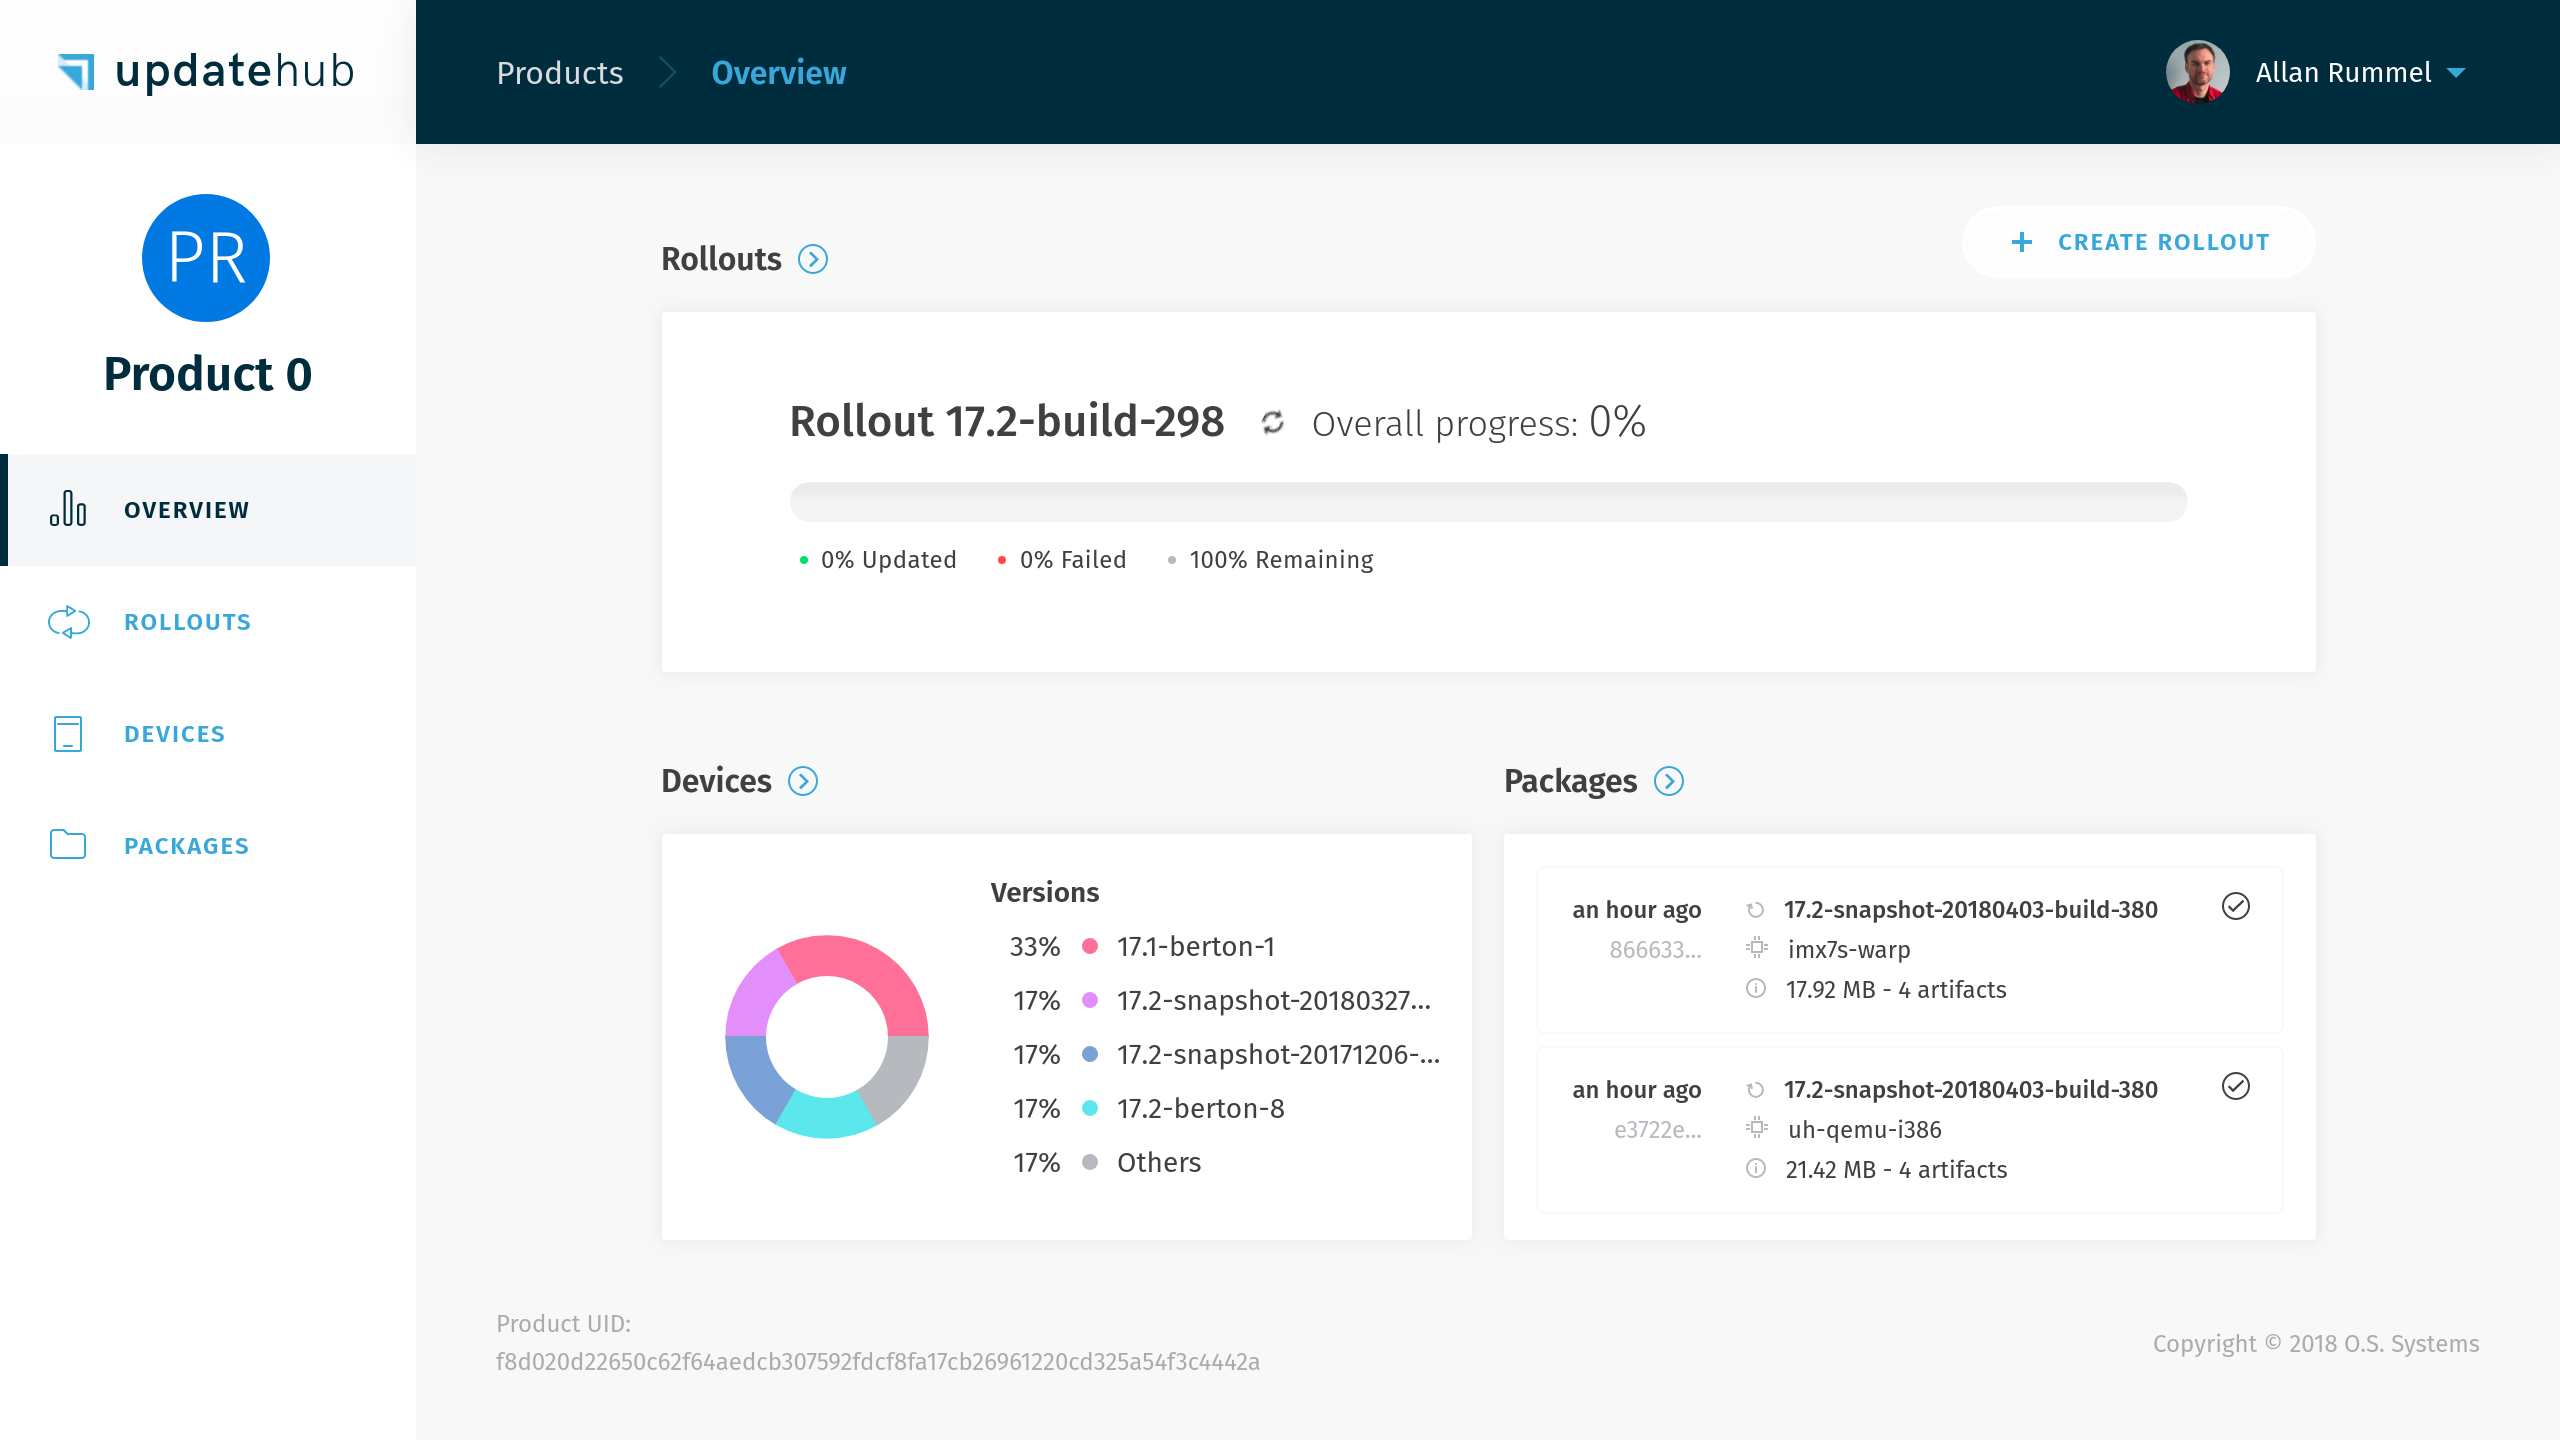 updatehub
Products
Overview
Allan Rummel
PR
Product 0
OVERVIEW
ROLLOUTS
DEVICES
PACKAGES
Rollouts
+ CREATE ROLLOUT
Rollout 17.2-build-298
Overall progress: 0%
0% Updated
0% Failed
100% Remaining
Devices
Versions
33% 17.1-berton-1
17% 17.2-snapshot-20180327...
17% 17.2-snapshot-20171206-...
17% 17.2-berton-8
17% Others
Packages
an hour ago 17.2-snapshot-20180403-build-380
866633... imx7s-warp
17.92 MB - 4 artifacts
an hour ago 17.2-snapshot-20180403-build-380
e3722e... uh-qemu-i386
21.42 MB - 4 artifacts
Product UID:
f8d020d22650c62f64aedcb307592fdcf8fa17cb26961220cd325a54f3c4442a
Copyright © 2018 O.S. Systems